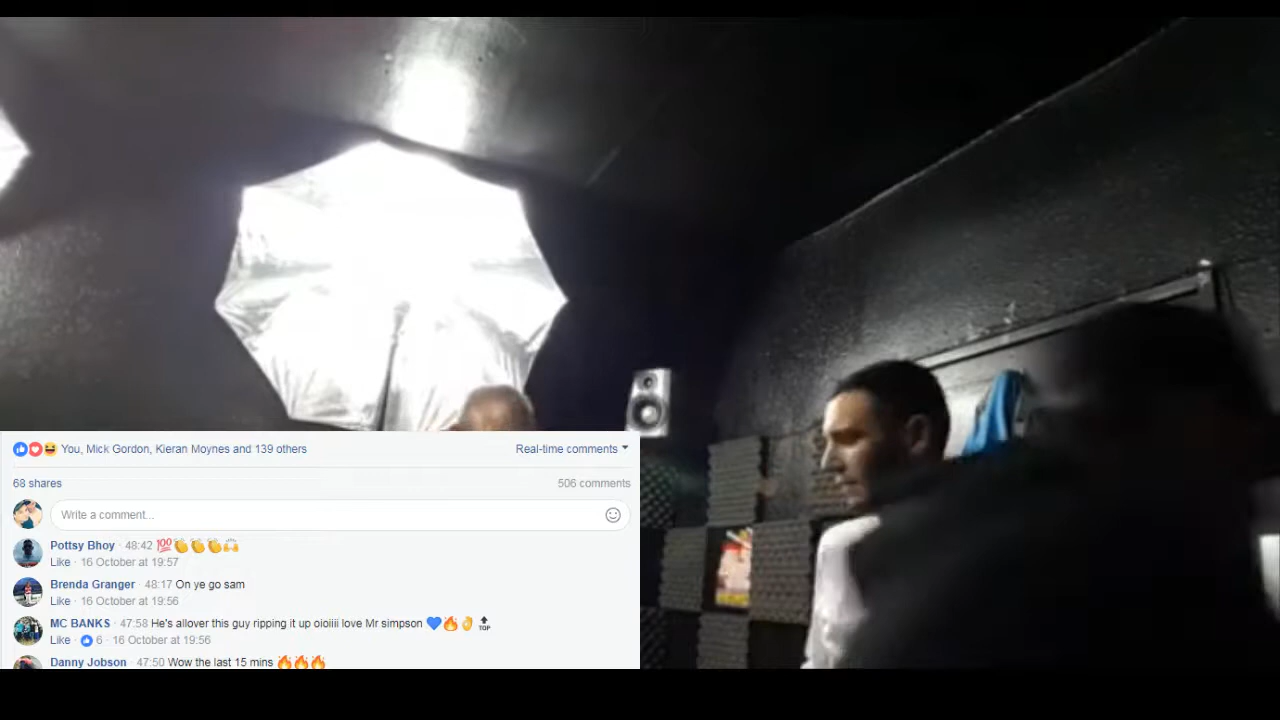 You, Mick Gordon, Kieran Moynes and 139 others Real-time comments
68 shares 506 comments
Write a comment...
Pottsy Bhoy · 48:42 💯👏👏👏🙌
Like · 16 October at 19:57
Brenda Granger · 48:17 On ye go sam
Like · 16 October at 19:56
MC BANKS · 47:58 He's allover this guy ripping it up oioiiii love Mr simpson 💙🔥👌🔝
Like · 6 · 16 October at 19:56
Danny Jobson · 47:50 Wow the last 15 mins 🔥🔥🔥